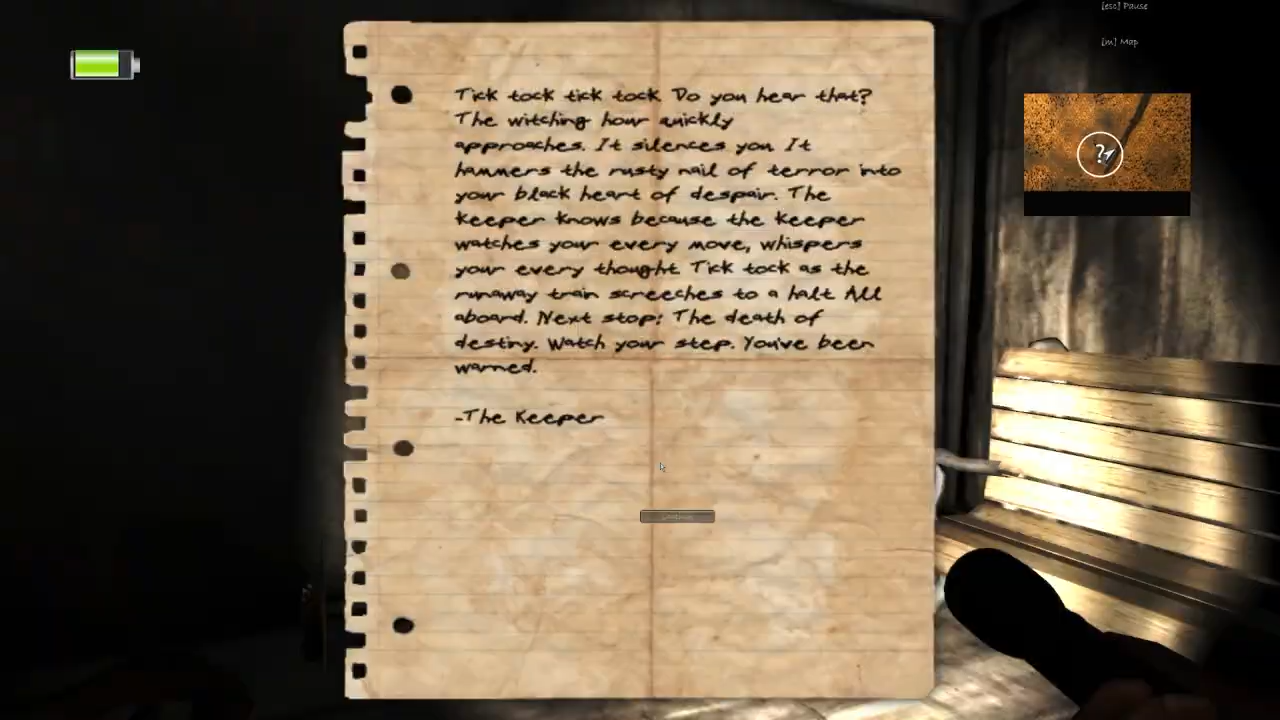 [esc] Pause
[m] Map
Tick tock tick tock. Do you hear that?
The witching hour quickly
approaches. It silences you. It
hammers the rusty nail of terror into
your black heart of despair. The
Keeper knows because the Keeper
watches your every move, whispers
your every thought. Tick tock as the
runaway train screeches to a halt. All
aboard. Next stop: The death of
destiny. Watch your step. You've been
warned.
-The Keeper
?